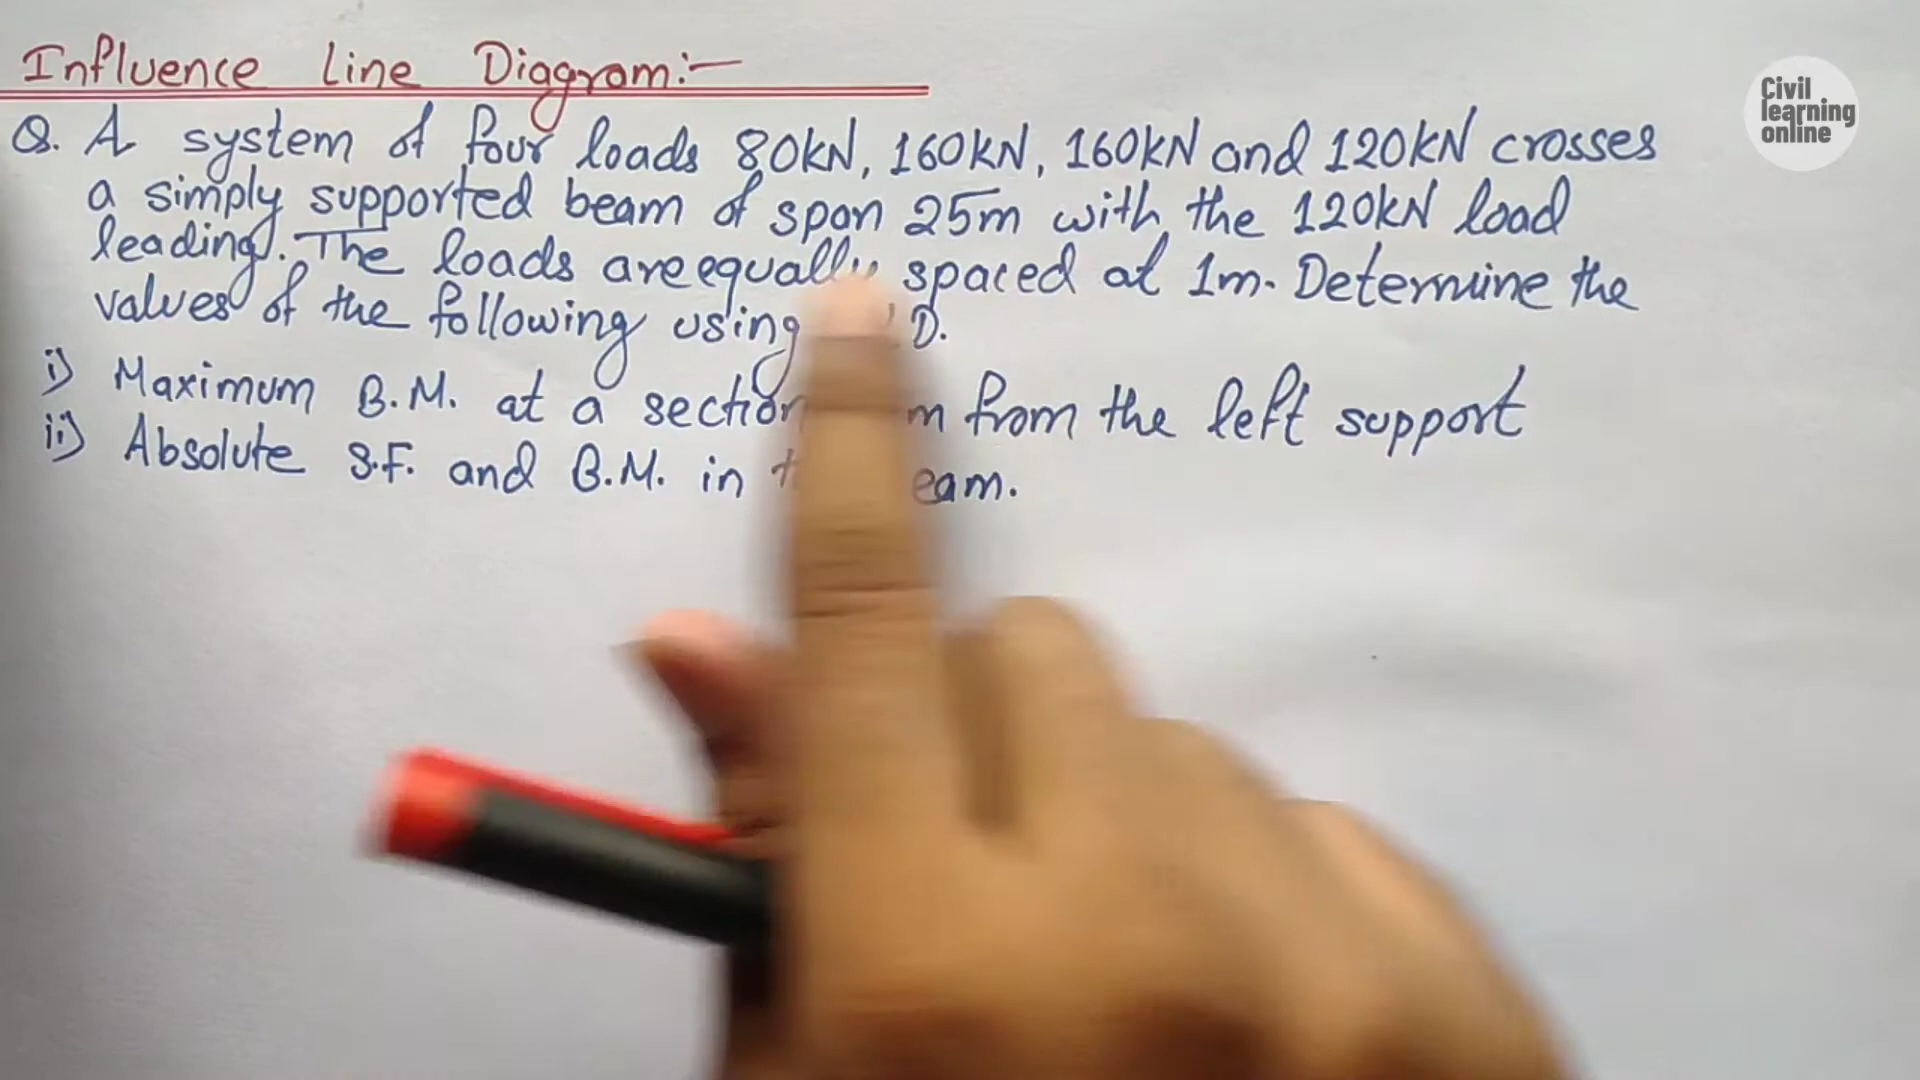 Influence Line Diagram:-
Q. A system of four loads 80KN, 160KN, 160KN and 120KN crosses
a simply supported beam of span 25m with the 120KN load
leading. The loads are equally spaced at 1m. Determine the
values of the following using D.
i) Maximum B.M. at a section m from the left support
ii) Absolute S.F. and B.M. in
Civil
learning
online